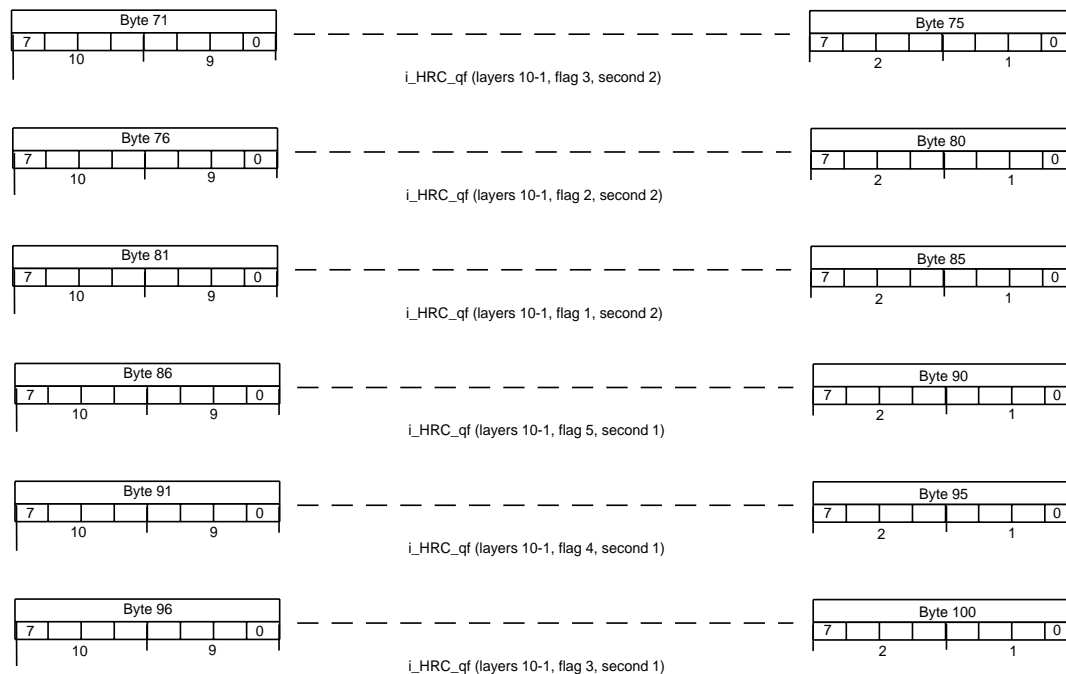 Byte 71 Byte 75
7 0 7 0
10 9 2 1
i_HRC_qf (layers 10-1, flag 3, second 2)
Byte 76 Byte 80
7 0 7 0
10 9 2 1
i_HRC_qf (layers 10-1, flag 2, second 2)
Byte 81 Byte 85
7 0 7 0
10 9 2 1
i_HRC_qf (layers 10-1, flag 1, second 2)
Byte 86 Byte 90
7 0 7 0
10 9 2 1
i_HRC_qf (layers 10-1, flag 5, second 1)
Byte 91 Byte 95
7 0 7 0
10 9 2 1
i_HRC_qf (layers 10-1, flag 4, second 1)
Byte 96 Byte 100
7 0 7 0
10 9 2 1
i_HRC_qf (layers 10-1, flag 3, second 1)